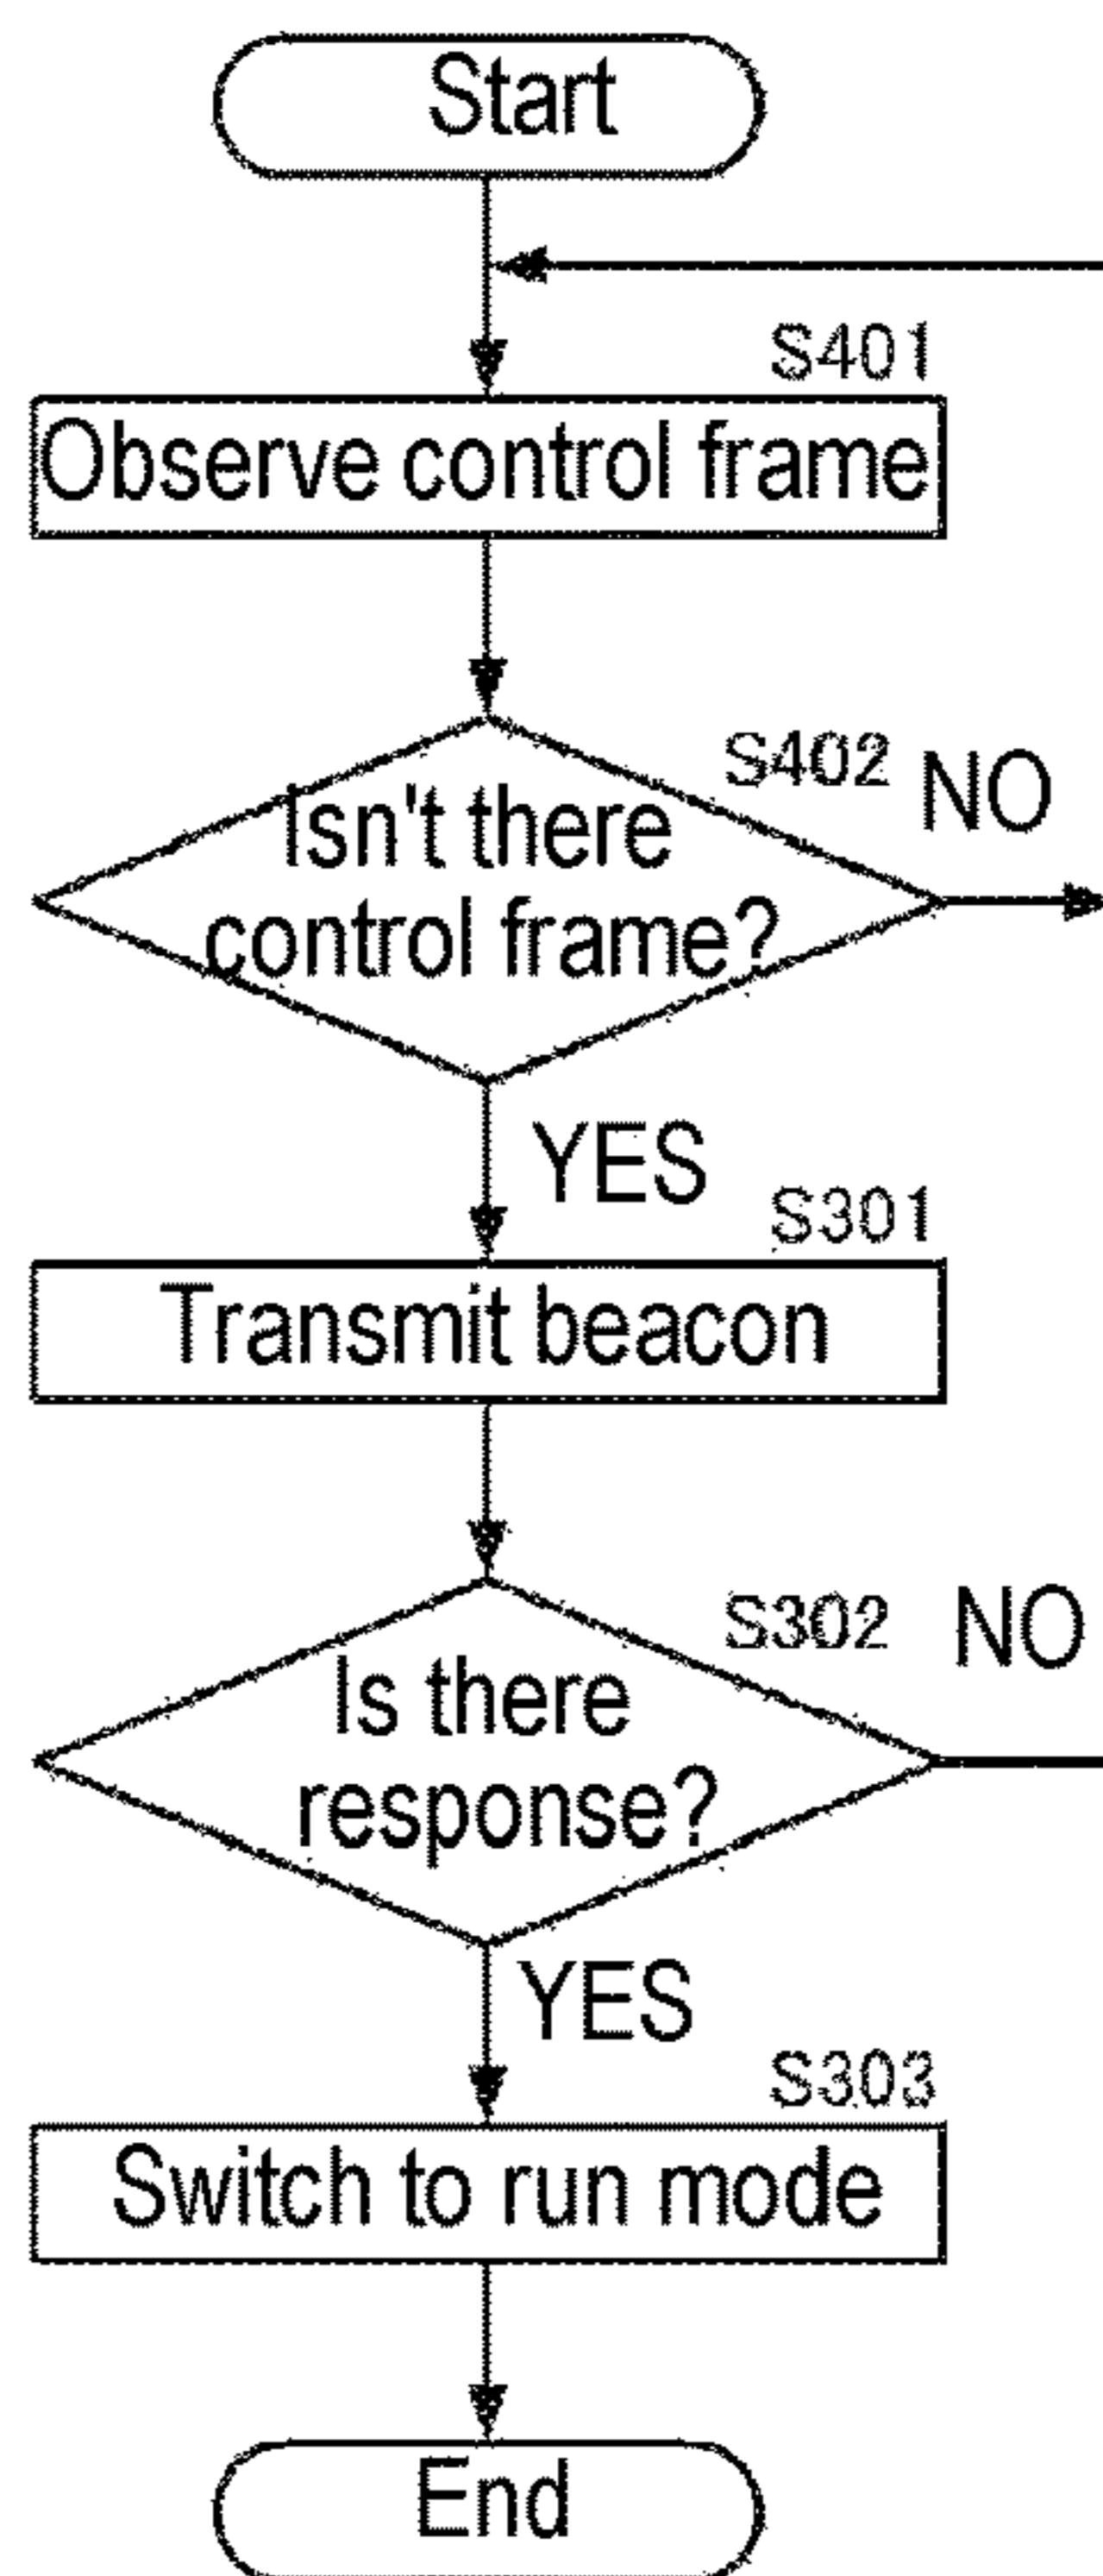 Start
S401
Observe control frame
S402
NO
Isn't there
control frame?
YES
S301
Transmit beacon
S302
NO
Is there
response?
YES
S303
Switch to run mode
End